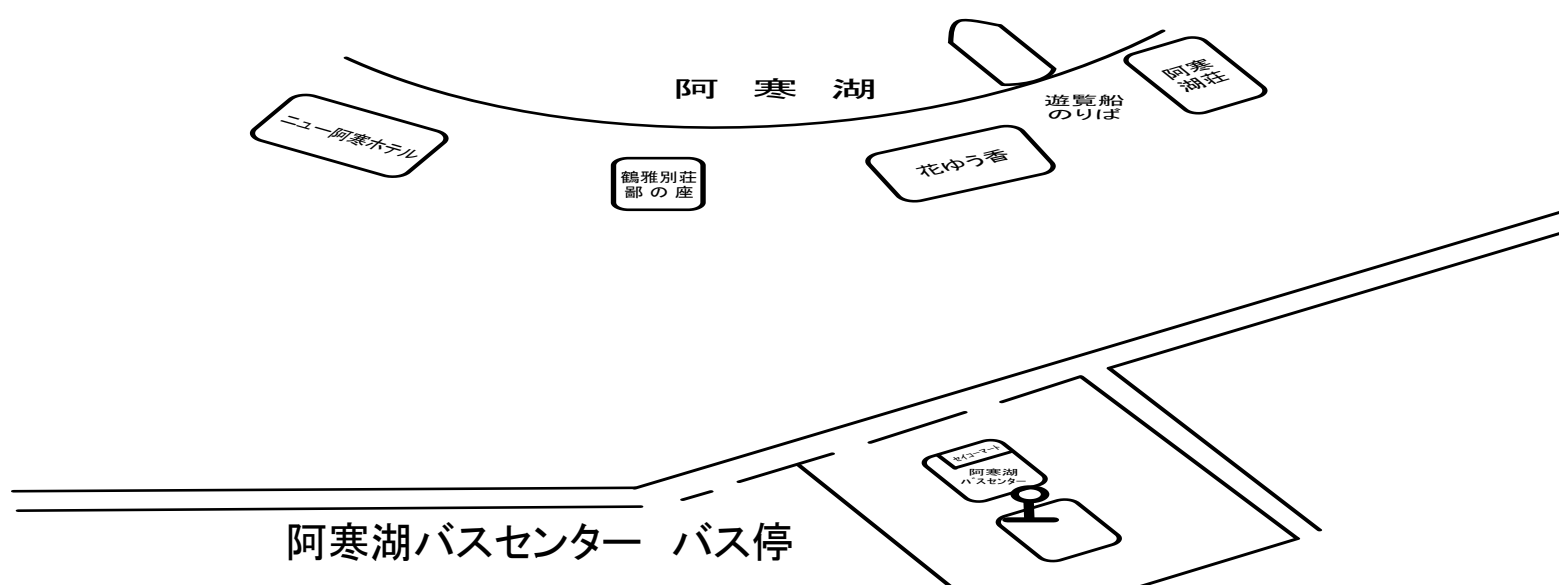 阿寒湖
阿寒
湖荘
遊覧船
のりば
ニュー阿寒ホテル
鶴雅別荘
鄙の座
花ゆう香
セイコーマート
阿寒湖
バスセンター
阿寒湖バスセンター　バス停